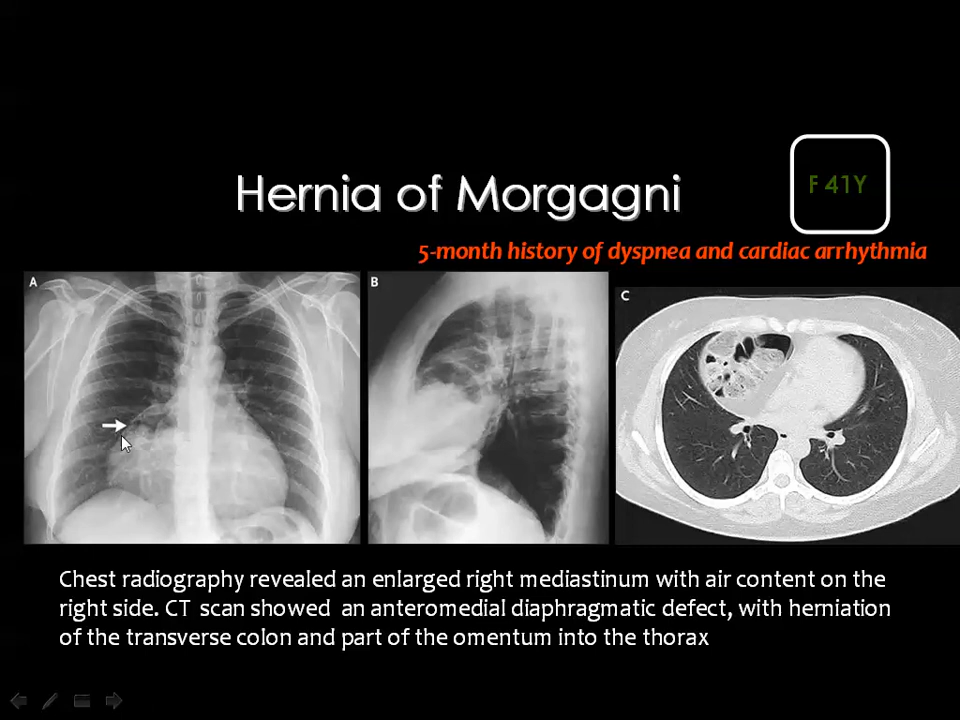 Hernia of Morgagni
F 41Y
5-month history of dyspnea and cardiac arrhythmia
A
B
C
Chest radiography revealed an enlarged right mediastinum with air content on the
right side. CT scan showed an anteromedial diaphragmatic defect, with herniation
of the transverse colon and part of the omentum into the thorax